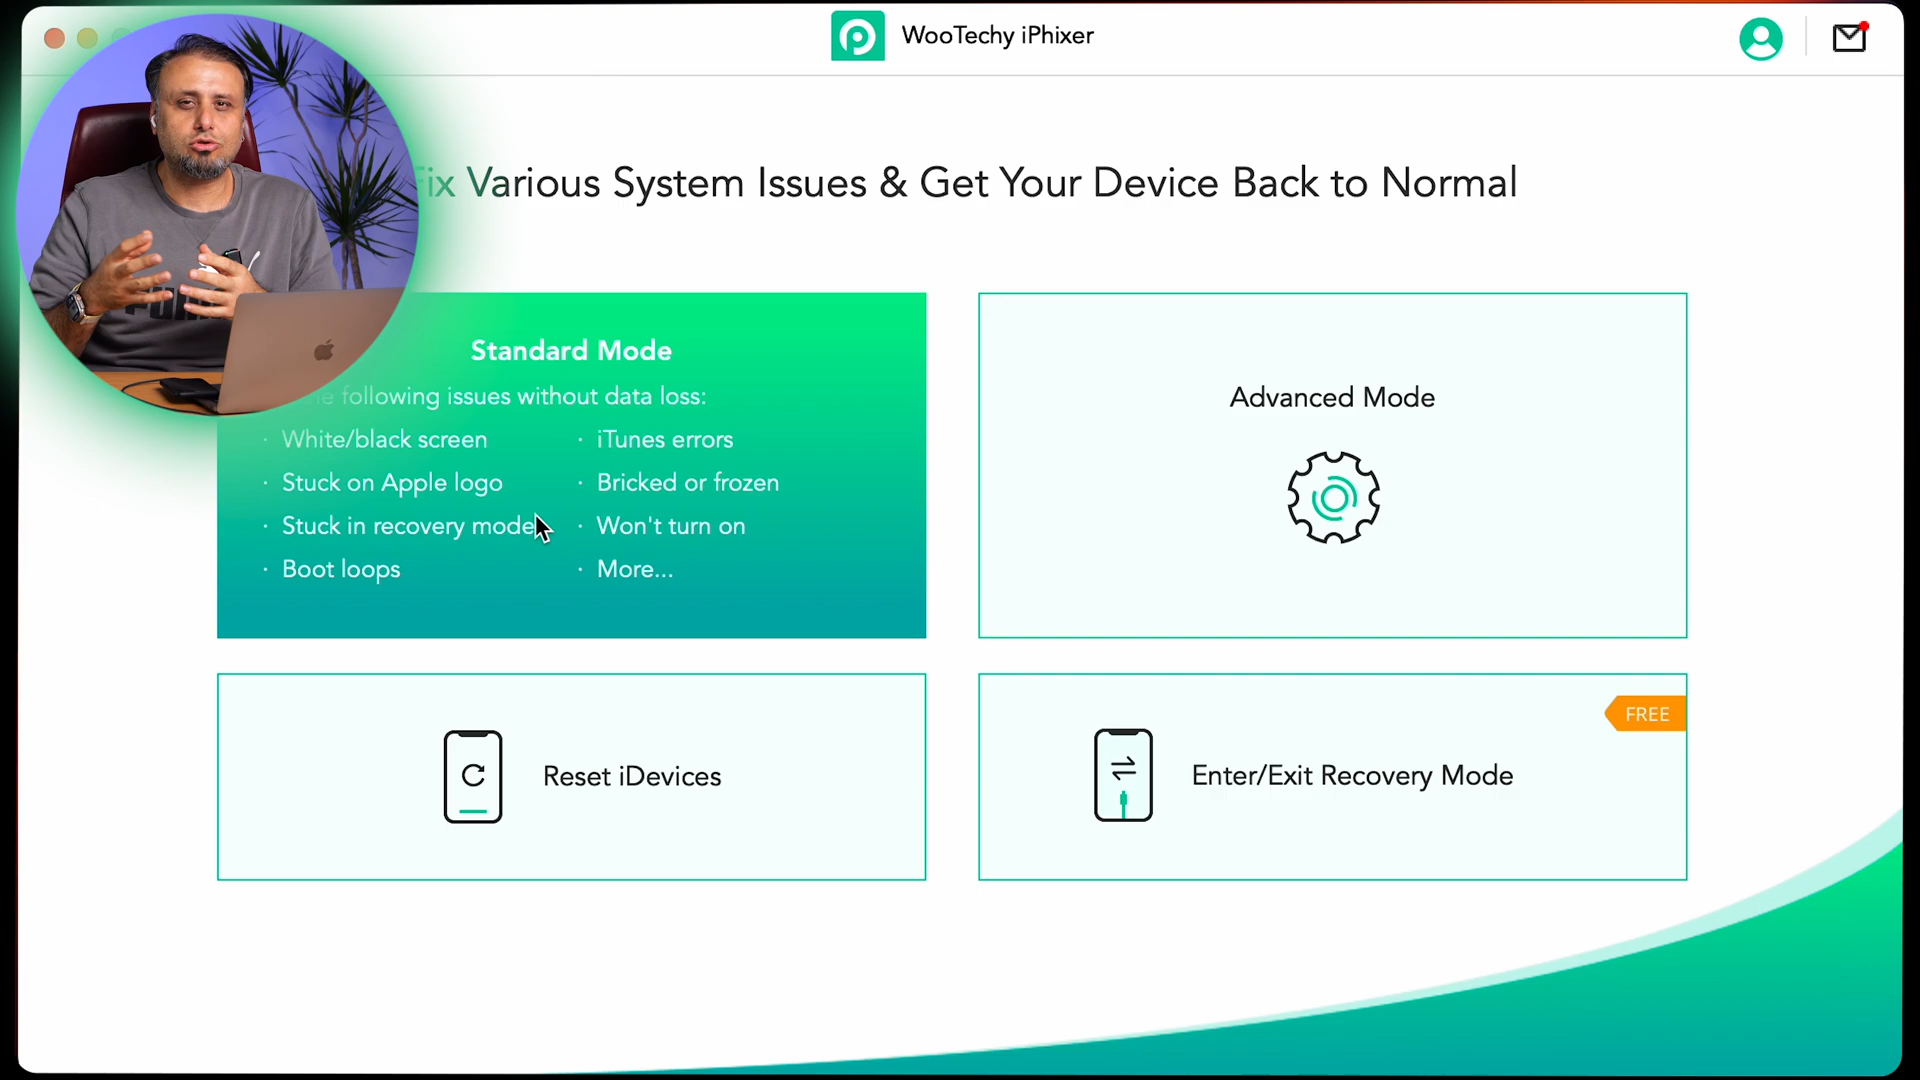 WooTechy iPhixer
Fix Various System Issues & Get Your Device Back to Normal
Standard Mode
following issues without data loss:
· White/black screen
· iTunes errors
· Stuck on Apple logo
· Bricked or frozen
· Stuck in recovery mode
· Won't turn on
· Boot loops
· More...
Advanced Mode
Reset iDevices
FREE
Enter/Exit Recovery Mode